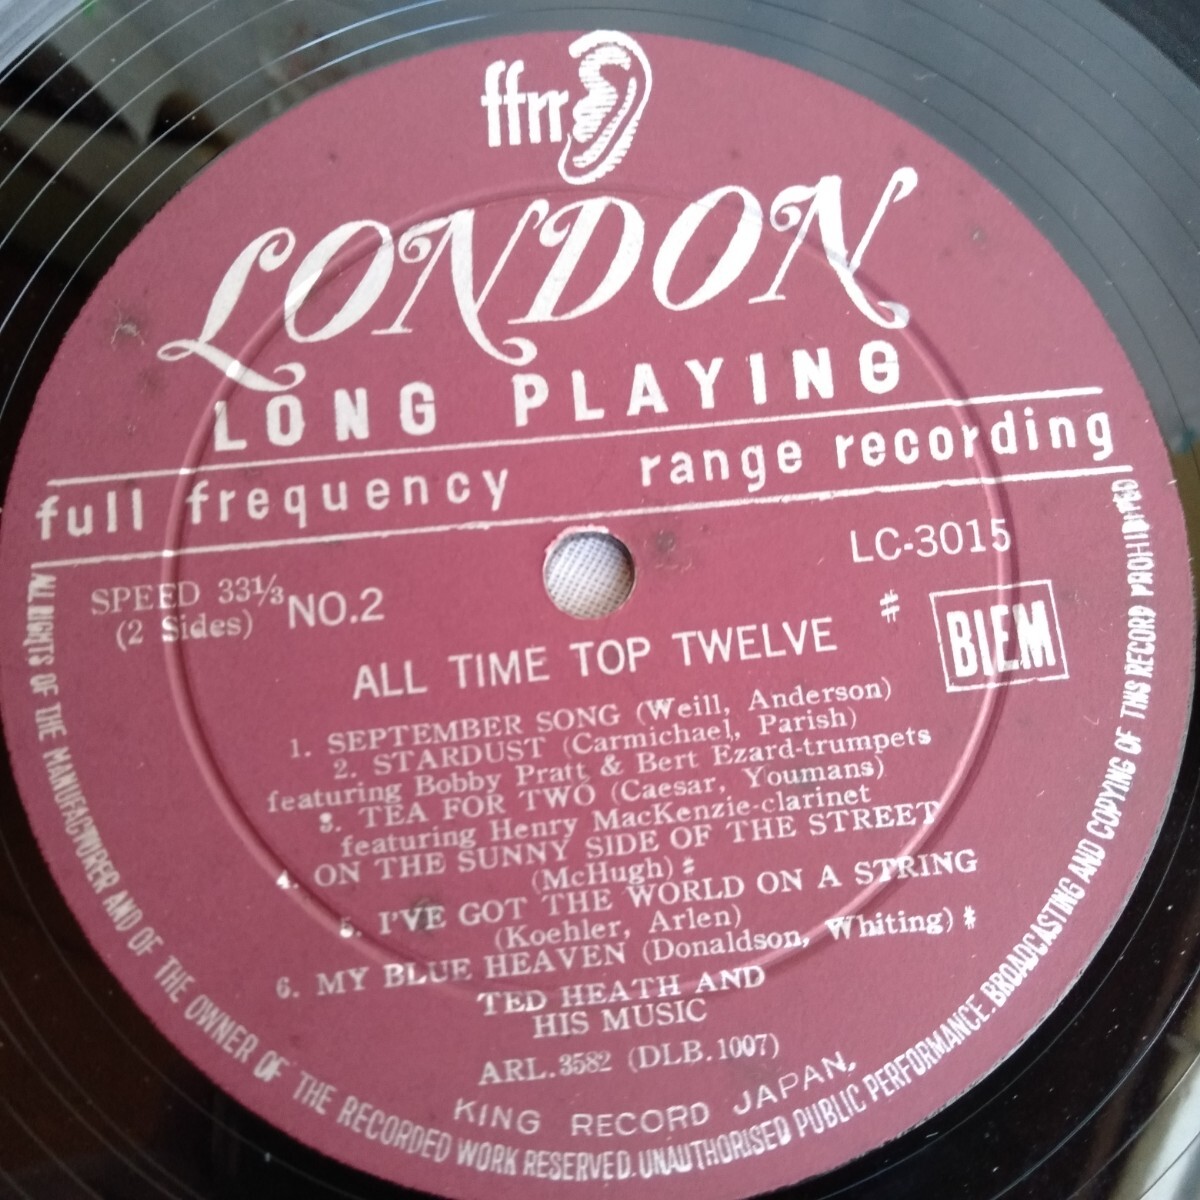 ffrr
LONDON
LONG PLAYING
full frequency range recording
LC-3015
SPEED 33⅓
(2 Sides)
NO.2
#
BIEM
ALL TIME TOP TWELVE
1. SEPTEMBER SONG (Weill, Anderson)
2. STARDUST (Carmichael, Parish)
featuring Bobby Pratt & Bert Ezard-trumpets
3. TEA FOR TWO (Caesar, Youmans)
featuring Henry MacKenzie-clarinet
4. ON THE SUNNY SIDE OF THE STREET
(McHugh) #
5. I'VE GOT THE WORLD ON A STRING
(Koehler, Arlen)
6. MY BLUE HEAVEN (Donaldson, Whiting) #
TED HEATH AND
HIS MUSIC
ARL.3582 (DLB.1007)
KING RECORD JAPAN.
ALL RIGHTS OF THE MANUFACTURER AND OF THE OWNER OF THE RECORDED WORK RESERVED. UNAUTHORISED PUBLIC PERFORMANCE. BROADCASTING AND COPYING OF THIS RECORD PROHIBITED